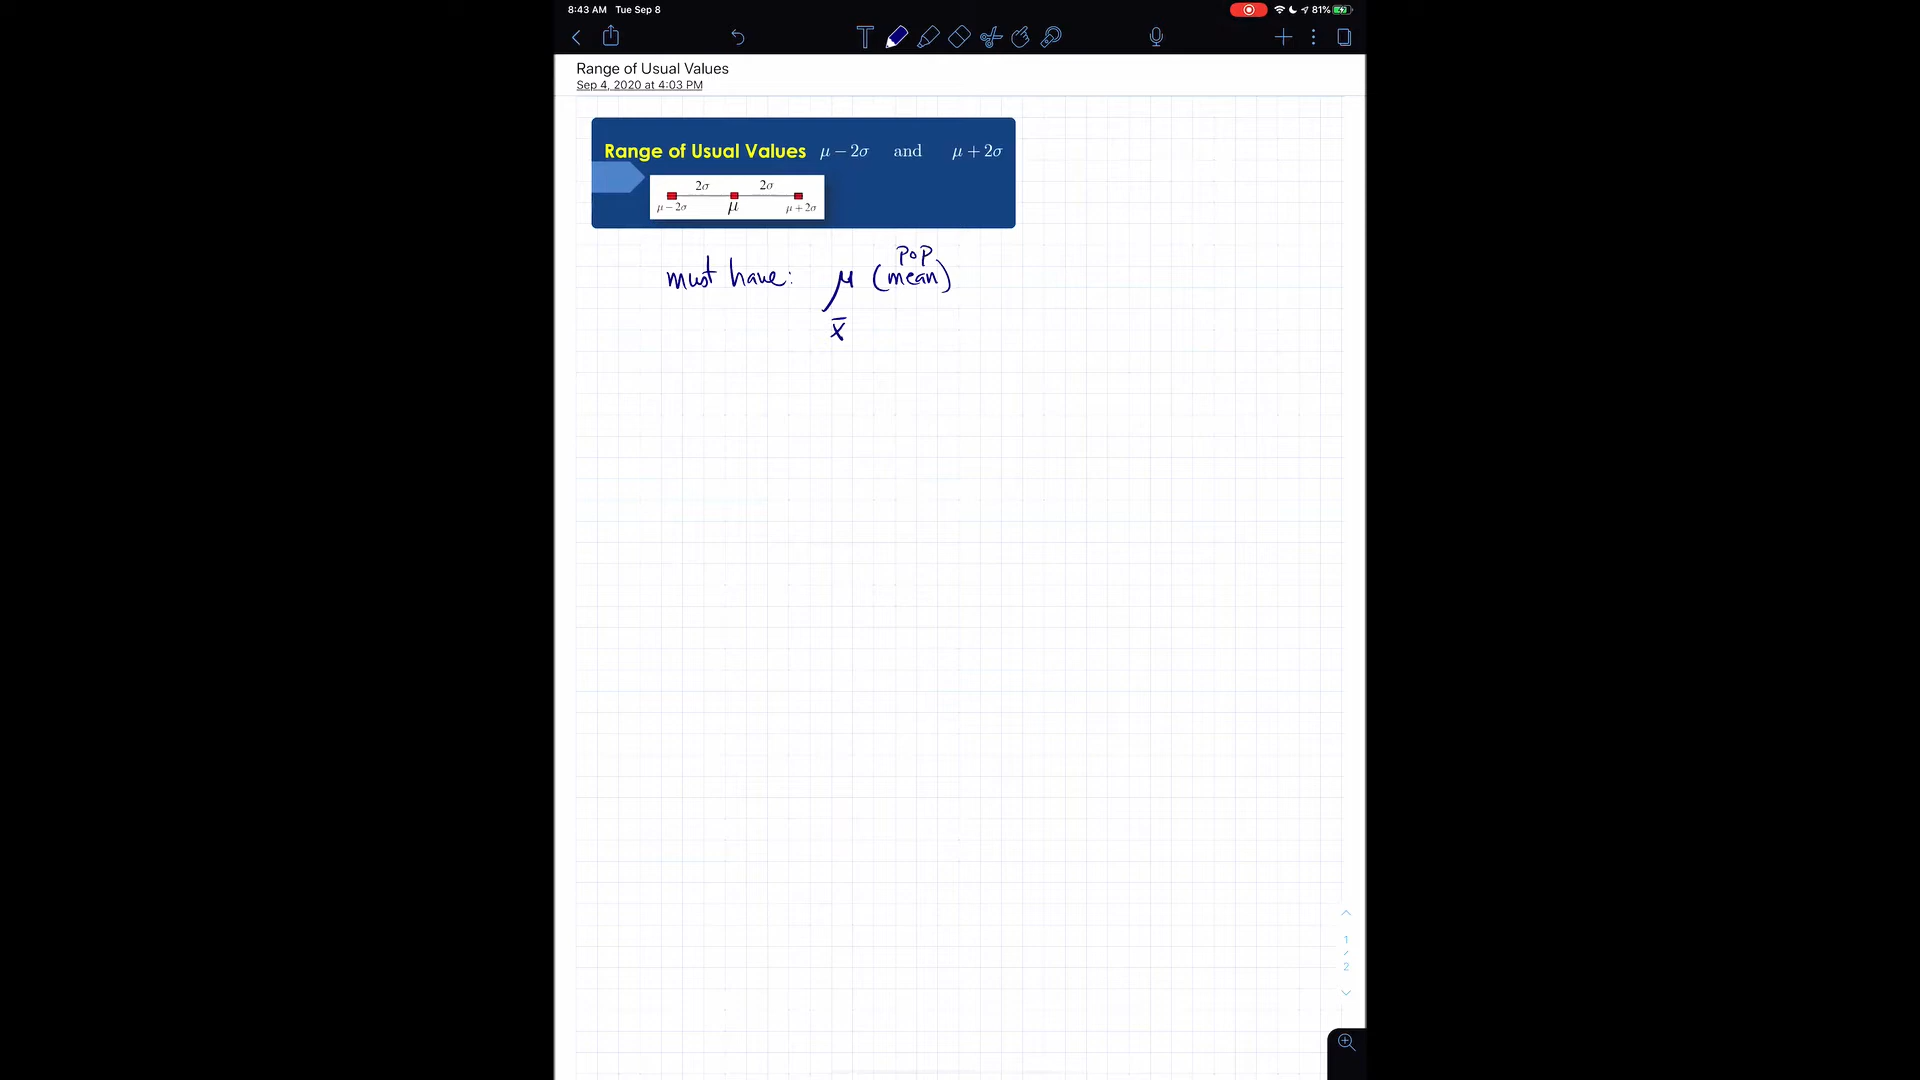 8:43 AM Tue Sep 8
81%
Range of Usual Values
Sep 4, 2020 at 4:03 PM
Range of Usual Values μ − 2σ and μ + 2σ
2σ 2σ
μ − 2σ μ μ + 2σ
pop
must have: μ (mean)
x̄
1
/
2